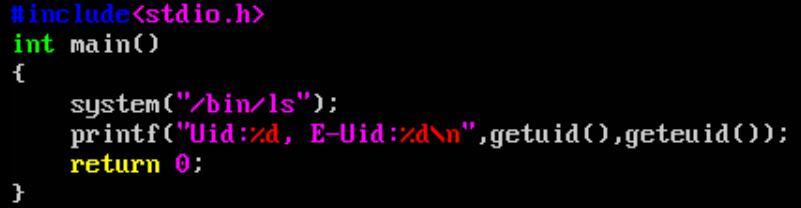 #include<stdio.h>
int main()
{
    system("/bin/ls");
    printf("Uid:%d, E-Uid:%d\n",getuid(),geteuid());
    return 0;
}